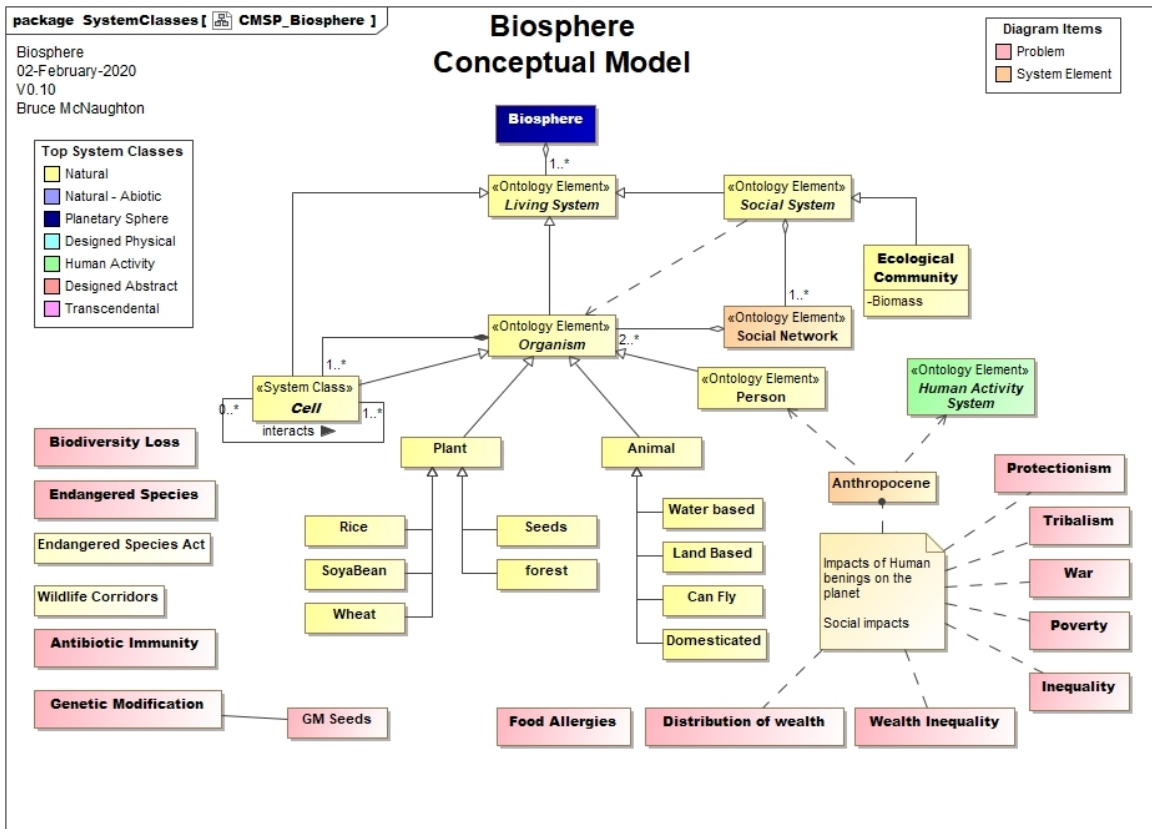 package SystemClasses [ CMSP_Biosphere ]
Biosphere
Conceptual Model
Biosphere
02-February-2020
V0.10
Bruce McNaughton
Diagram Items
Problem
System Element
Top System Classes
Natural
Natural - Abiotic
Planetary Sphere
Designed Physical
Human Activity
Designed Abstract
Transcendental
Biosphere
1..*
«Ontology Element»
Living System
«Ontology Element»
Social System
Ecological
Community
-Biomass
1..*
«Ontology Element»
Organism
2..*
«Ontology Element»
Social Network
1..*
«System Class»
Cell
0..*
1..*
interacts
«Ontology Element»
Person
«Ontology Element»
Human Activity
System
Plant
Animal
Anthropocene
Rice
SoyaBean
Wheat
Seeds
forest
Water based
Land Based
Can Fly
Domesticated
Impacts of Human
benings on the
planet
Social impacts
Protectionism
Tribalism
War
Poverty
Inequality
Biodiversity Loss
Endangered Species
Endangered Species Act
Wildlife Corridors
Antibiotic Immunity
Genetic Modification
GM Seeds
Food Allergies
Distribution of wealth
Wealth Inequality